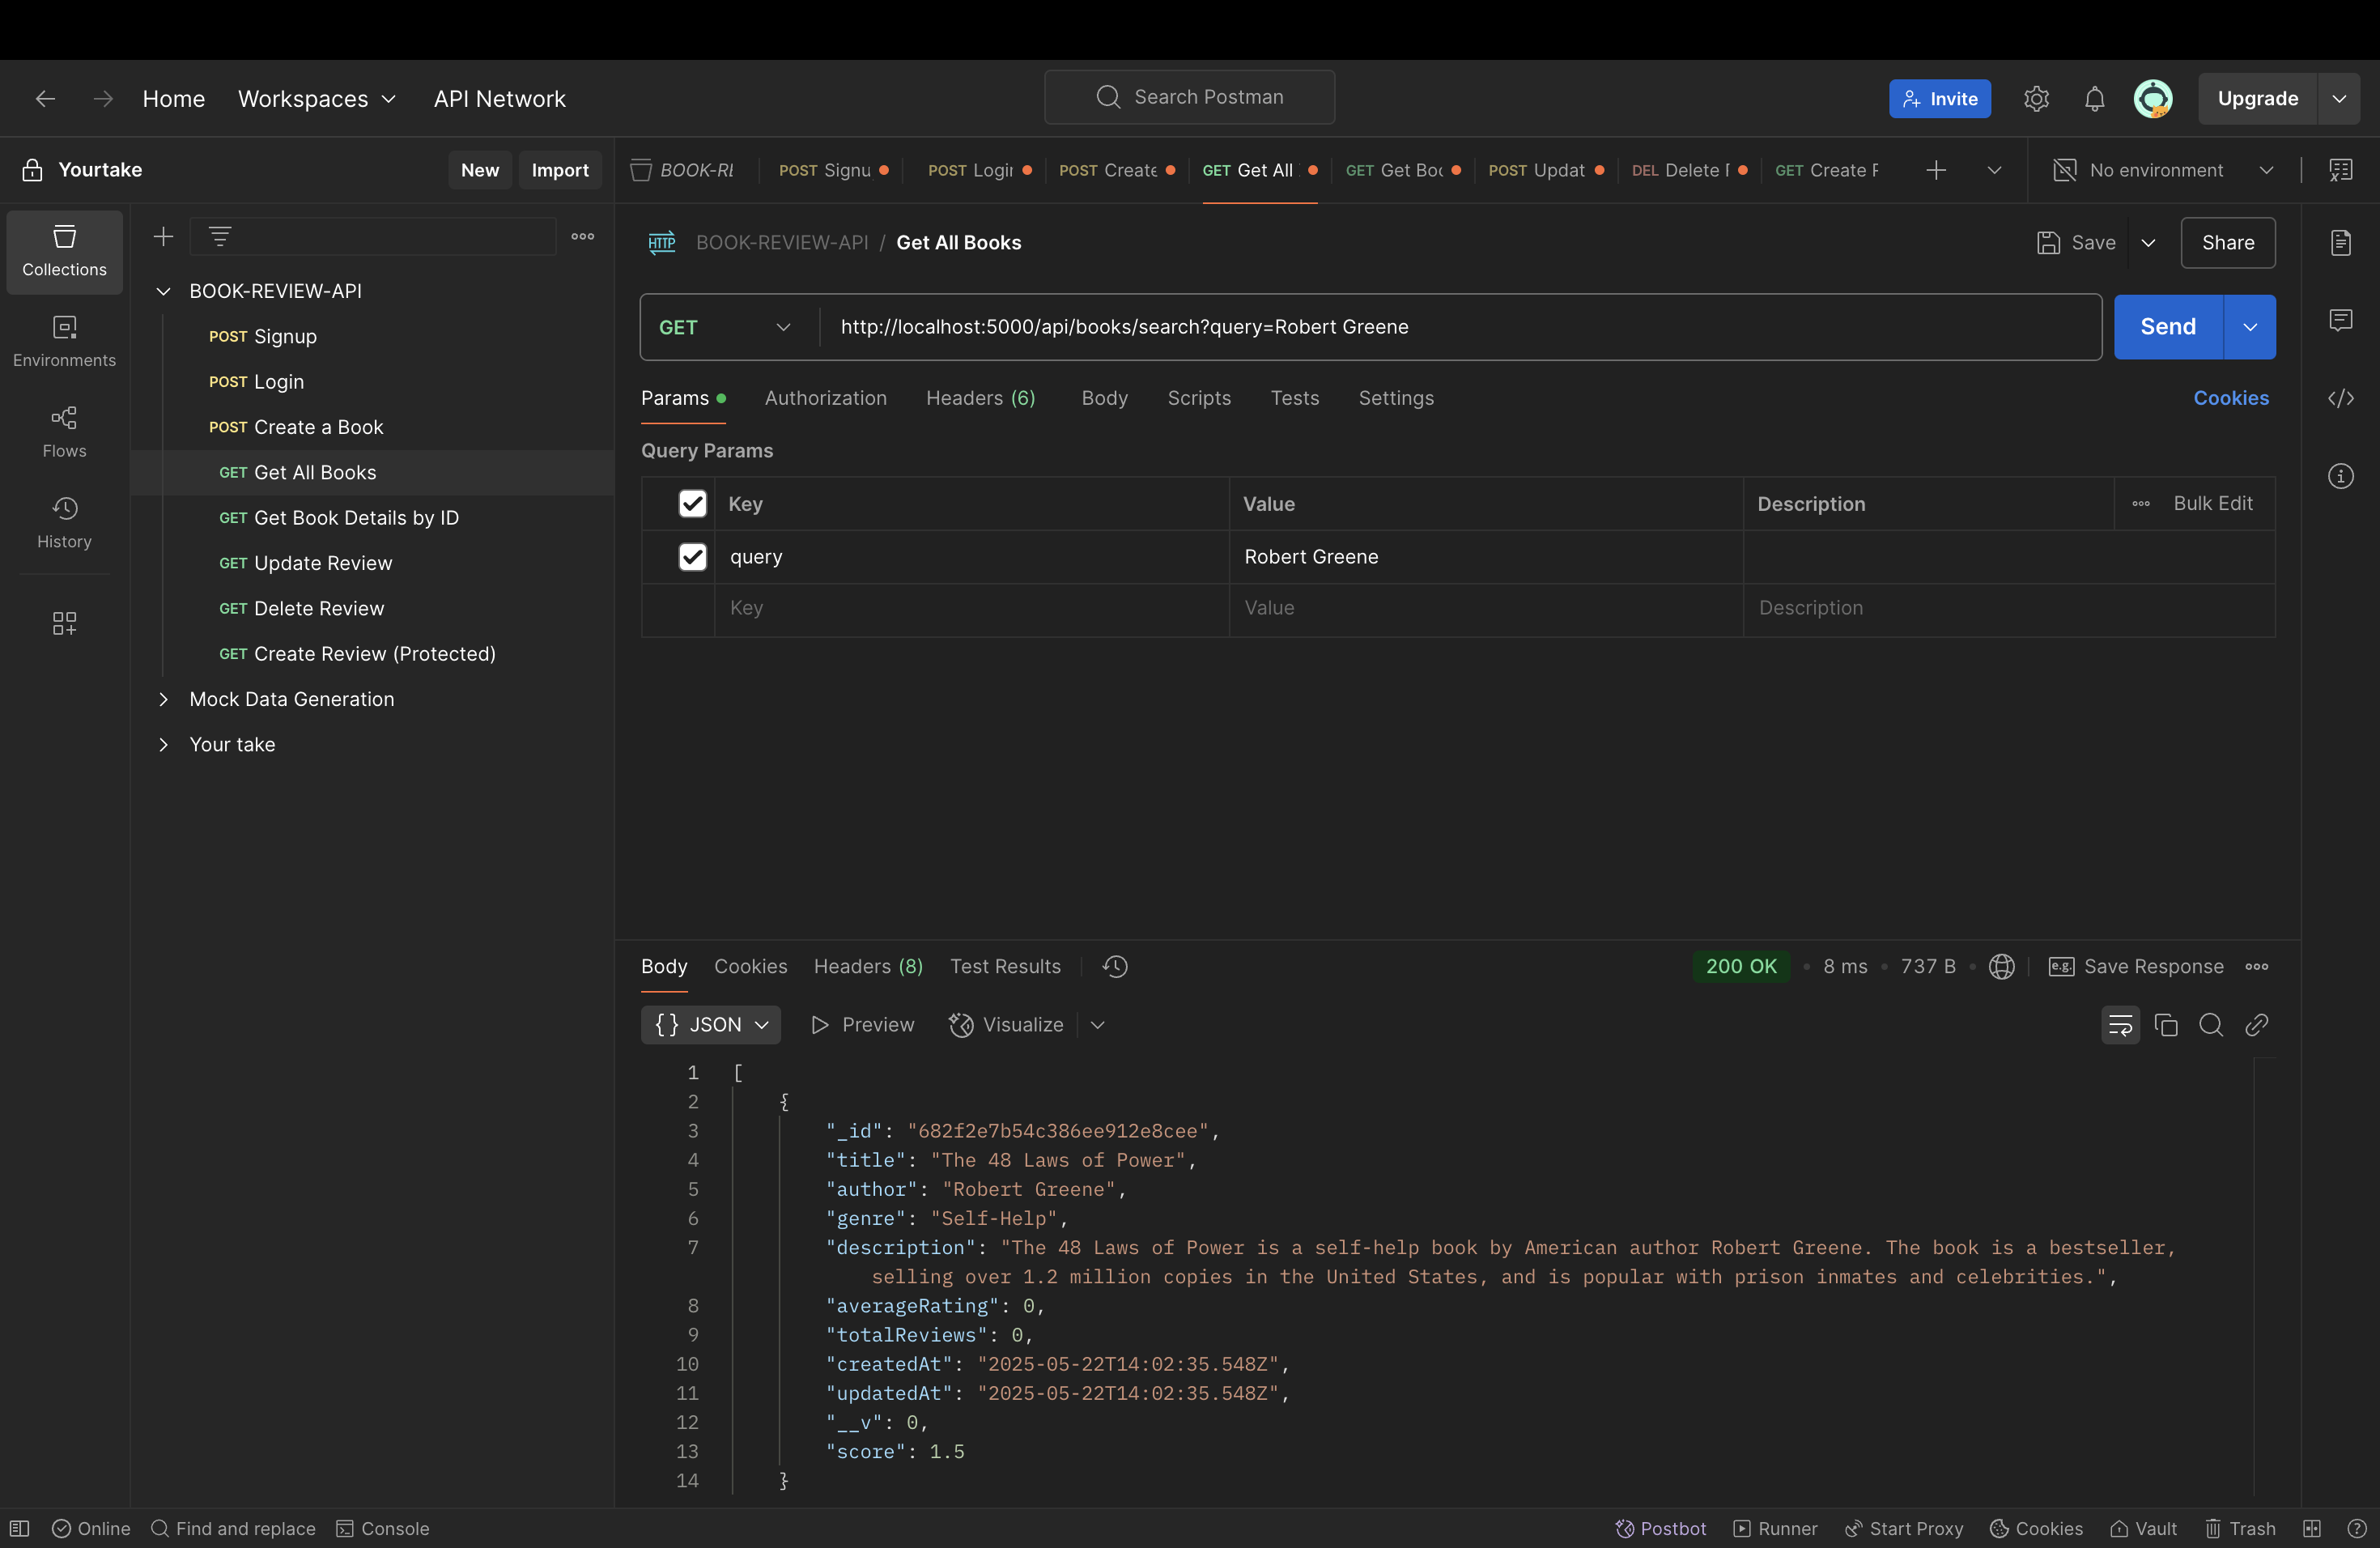 Home Workspaces API Network Search Postman Invite Upgrade
Yourtake New Import BOOK-RE POST Signu POST Login POST Create GET Get All GET Get Boo POST Updat DEL Delete GET Create No environment
Collections
Environments
Flows
History
BOOK-REVIEW-API
POST Signup
POST Login
POST Create a Book
GET Get All Books
GET Get Book Details by ID
GET Update Review
GET Delete Review
GET Create Review (Protected)
Mock Data Generation
Your take
HTTP BOOK-REVIEW-API / Get All Books Save Share
GET http://localhost:5000/api/books/search?query=Robert Greene Send
Params Authorization Headers (6) Body Scripts Tests Settings Cookies
Query Params
Key Value Description Bulk Edit
query Robert Greene
Key Value Description
Body Cookies Headers (8) Test Results 200 OK 8 ms 737 B e.g. Save Response
{} JSON Preview Visualize
1 [
2 {
3 "_id": "682f2e7b54c386ee912e8cee",
4 "title": "The 48 Laws of Power",
5 "author": "Robert Greene",
6 "genre": "Self-Help",
7 "description": "The 48 Laws of Power is a self-help book by American author Robert Greene. The book is a bestseller,
selling over 1.2 million copies in the United States, and is popular with prison inmates and celebrities.",
8 "averageRating": 0,
9 "totalReviews": 0,
10 "createdAt": "2025-05-22T14:02:35.548Z",
11 "updatedAt": "2025-05-22T14:02:35.548Z",
12 "__v": 0,
13 "score": 1.5
14 }
Online Find and replace Console Postbot Runner Start Proxy Cookies Vault Trash